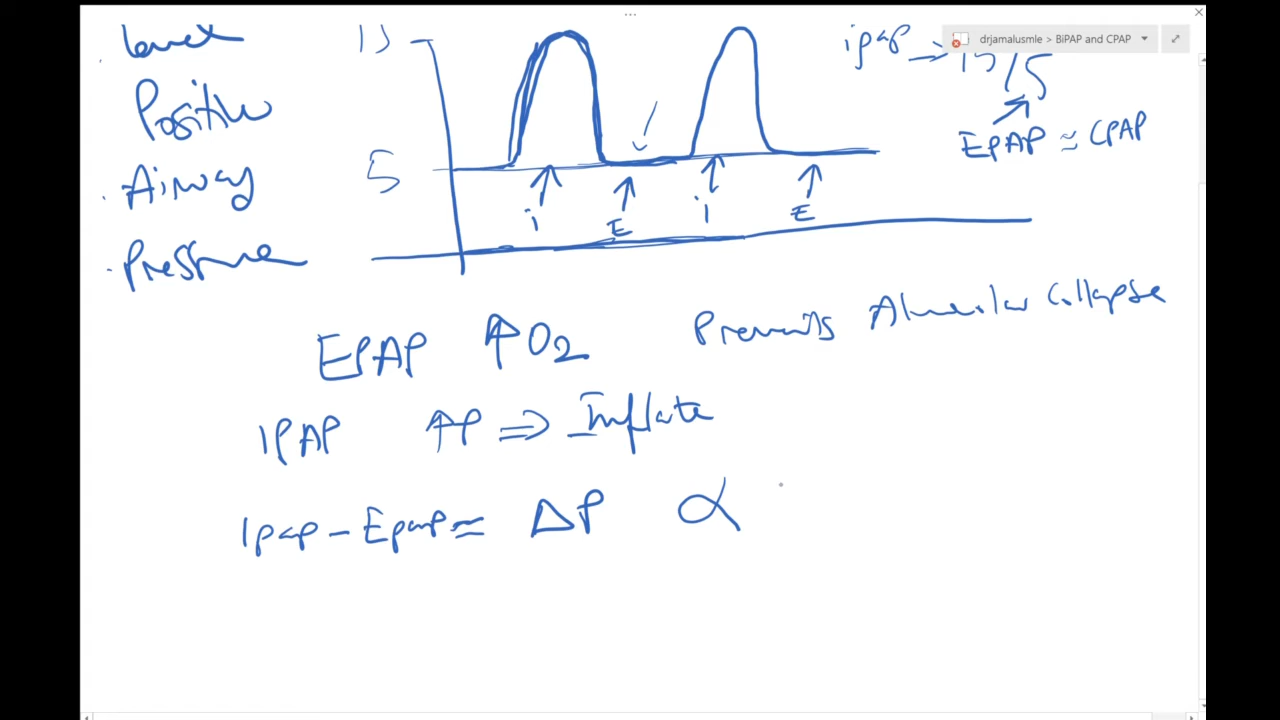 level
Positive
Airway
Pressure
15
5
i E i E
ipap → 15/5
drjamalusmle > BiPAP and CPAP
EPAP ≈ CPAP
EPAP ↑O2 Prevents Alveolar Collapse
IPAP ↑P ⇒ Inflate
Ipap - Epap ≈ ΔP α